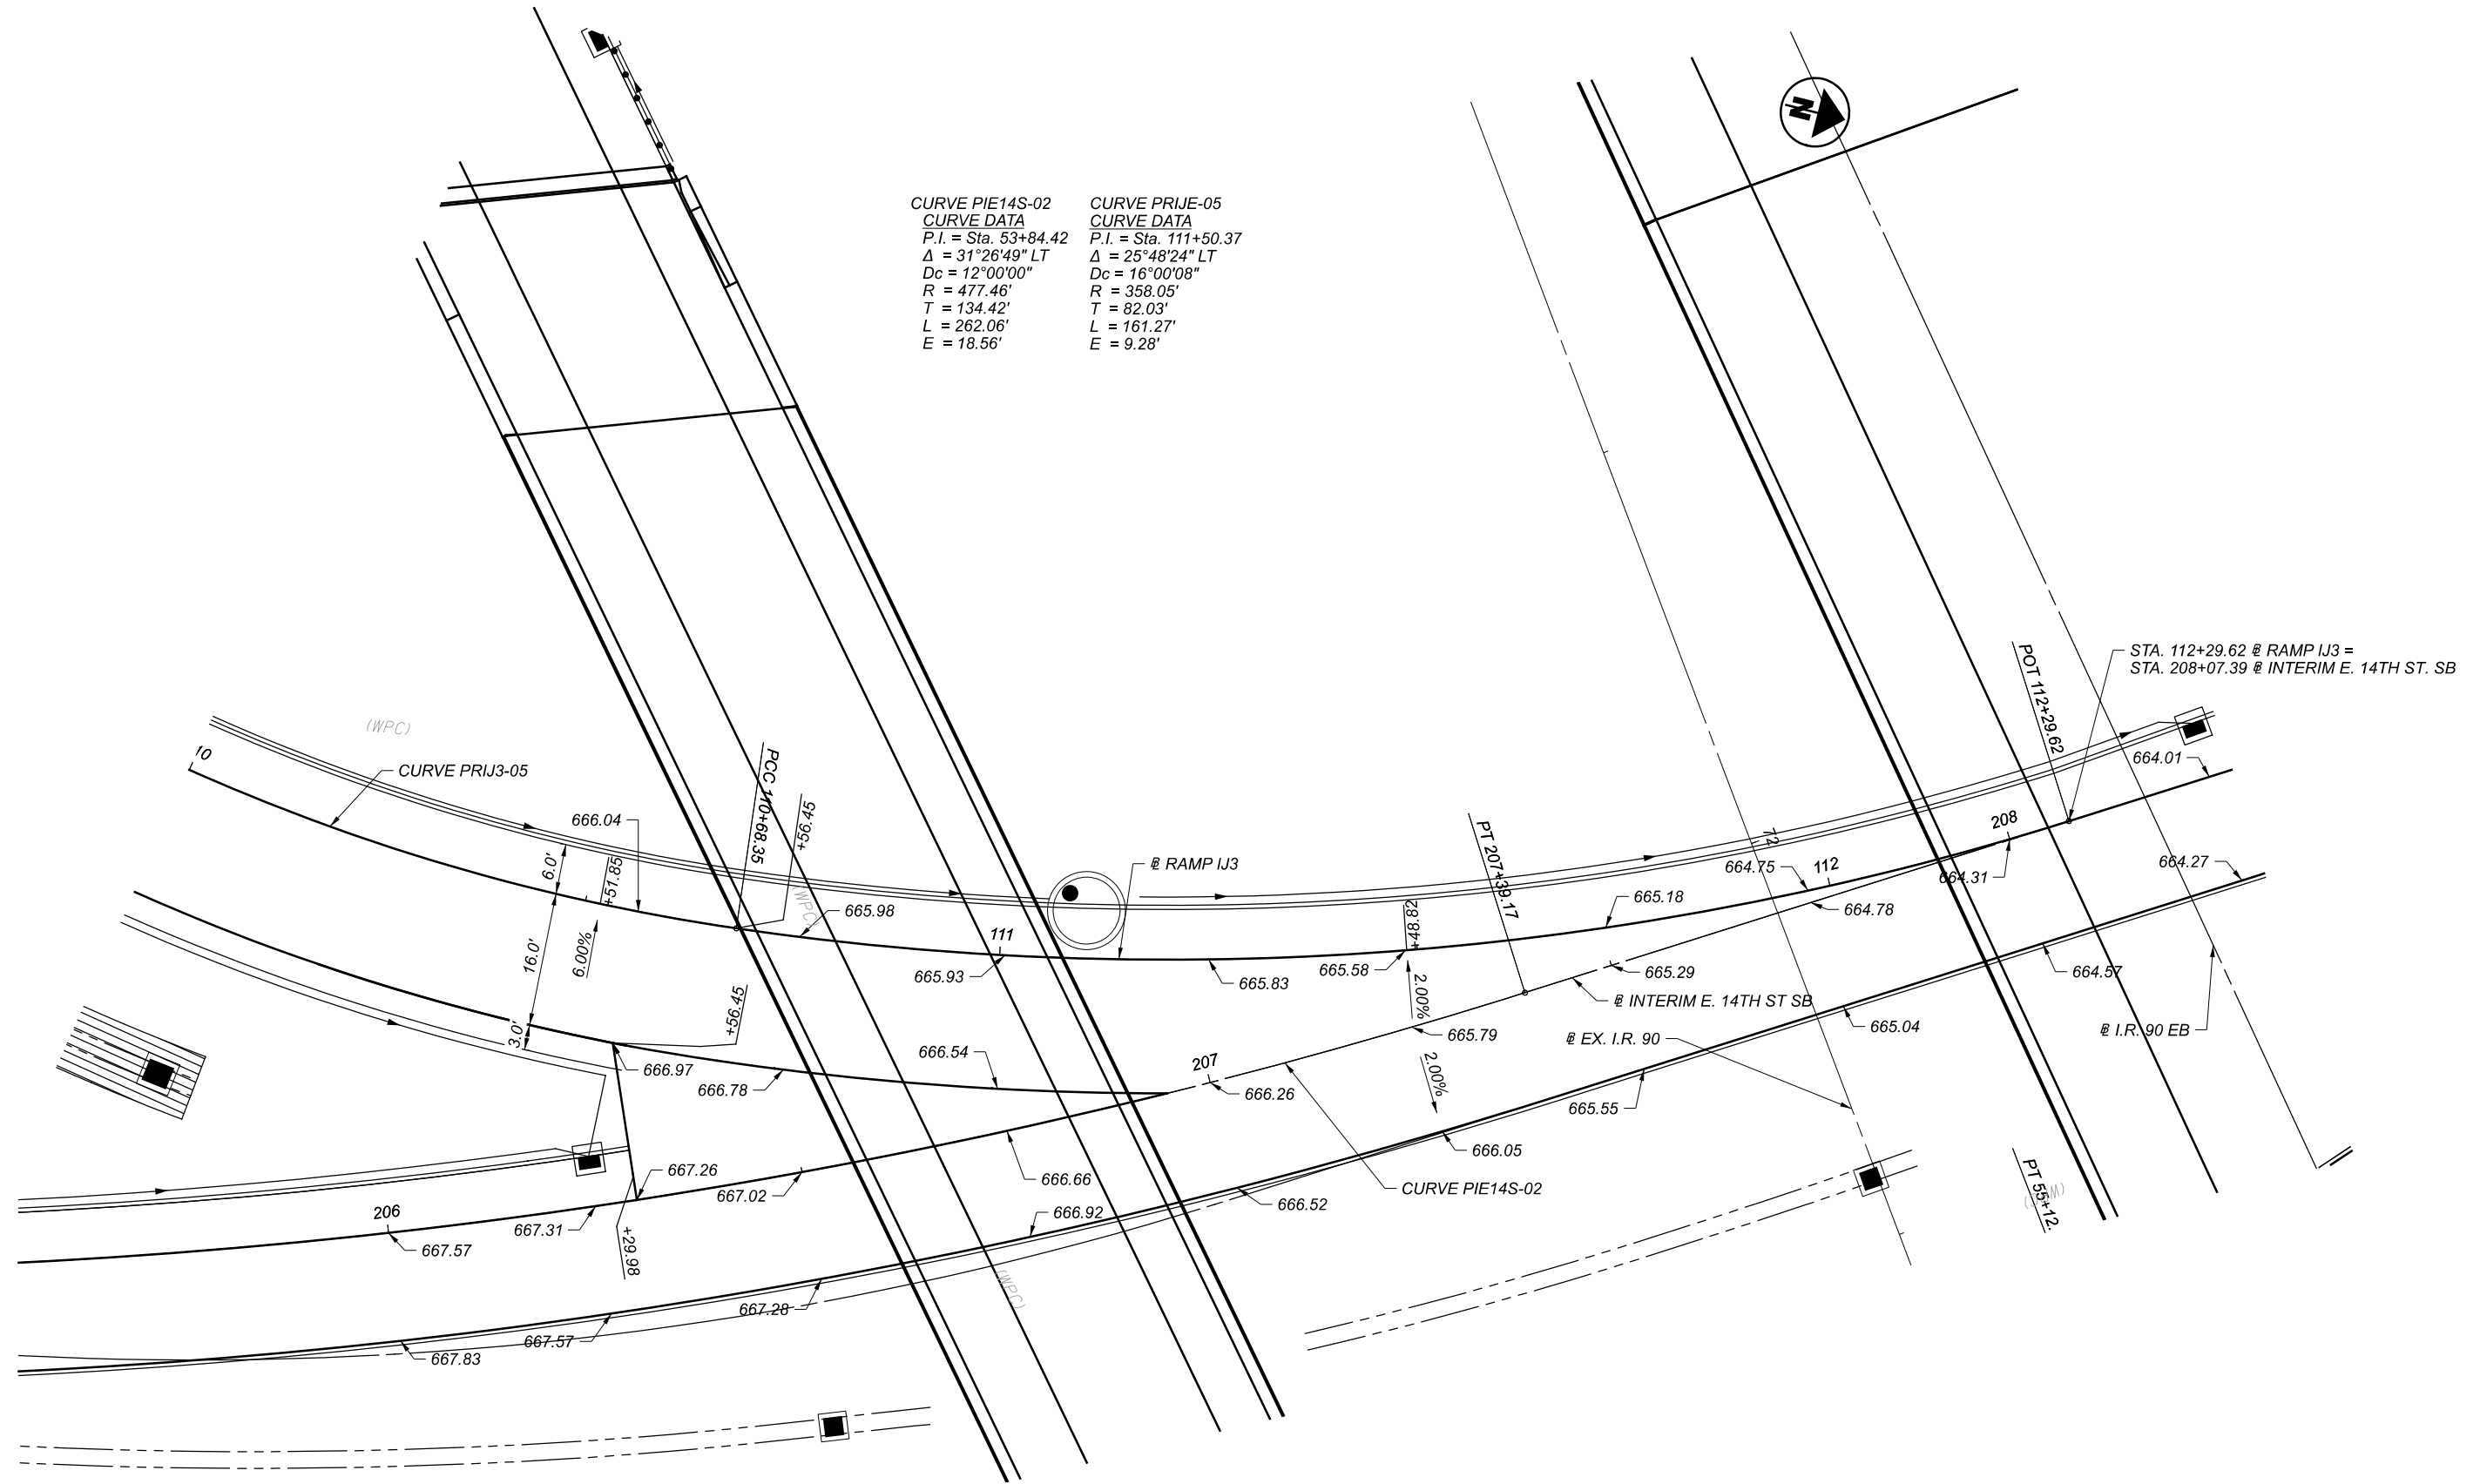 N
CURVE PIE14S-02
CURVE DATA
P.I. = Sta. 53+84.42
Δ = 31°26'49" LT
Dc = 12°00'00"
R = 477.46'
T = 134.42'
L = 262.06'
E = 18.56'
CURVE PRIJE-05
CURVE DATA
P.I. = Sta. 111+50.37
Δ = 25°48'24" LT
Dc = 16°00'08"
R = 358.05'
T = 82.03'
L = 161.27'
E = 9.28'
STA. 112+29.62 ⅊ RAMP IJ3 =
STA. 208+07.39 ⅊ INTERIM E. 14TH ST. SB
POT 112+29.62
664.01
(WPC)
10
CURVE PRIJ3-05
PCC 110+68.35
+56.45
666.04
6.0'
+51.85
⅊ RAMP IJ3
PT 207+39.17
72
208
664.27
664.75
112
664.31
665.98
(WPC)
665.18
664.78
+48.82
111
16.0'
6.00%
665.93
665.83
665.58
665.29
664.57
2.00%
⅊ INTERIM E. 14TH ST SB
+56.45
3.0'
665.79
665.04
⅊ I.R. 90 EB
⅊ EX. I.R. 90
666.54
207
666.97
666.78
666.26
2.00%
665.55
666.05
667.26
667.02
666.66
CURVE PIE14S-02
PT 55+12.
206
667.31
666.92
666.52
667.57
+29.98
(WPC)
667.28
667.57
667.83